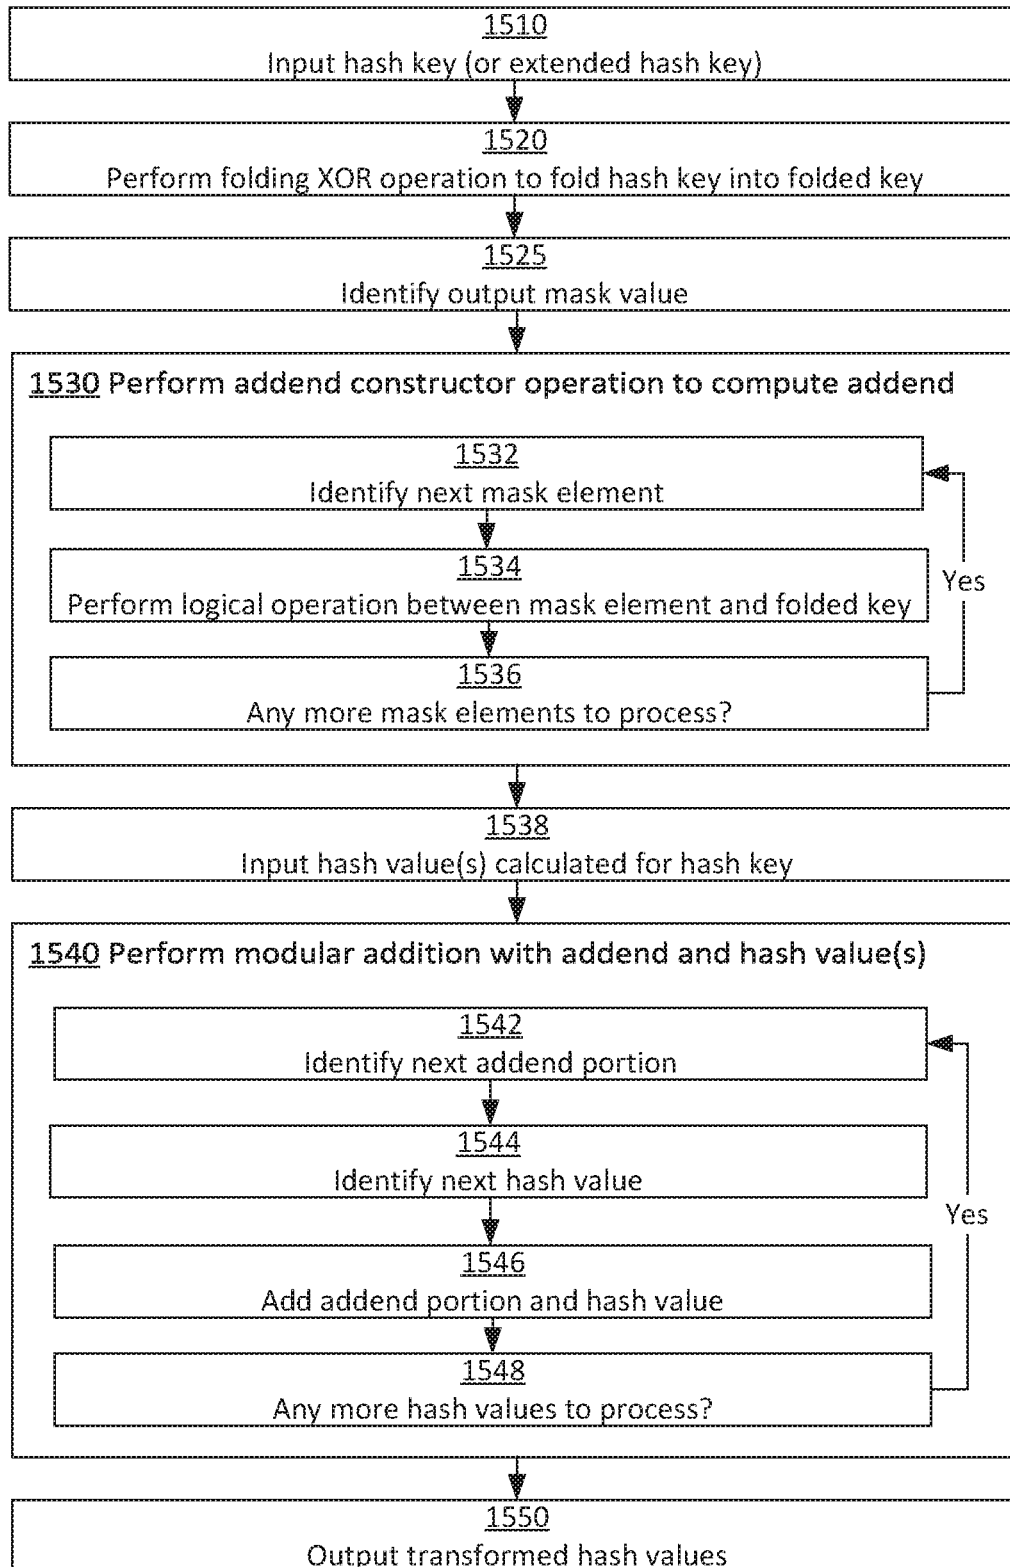 1510
Input hash key (or extended hash key)
1520
Perform folding XOR operation to fold hash key into folded key
1525
Identify output mask value
1530 Perform addend constructor operation to compute addend
1532
Identify next mask element
1534
Perform logical operation between mask element and folded key
Yes
1536
Any more mask elements to process?
1538
Input hash value(s) calculated for hash key
1540 Perform modular addition with addend and hash value(s)
1542
Identify next addend portion
1544
Identify next hash value
Yes
1546
Add addend portion and hash value
1548
Any more hash values to process?
1550
Output transformed hash values